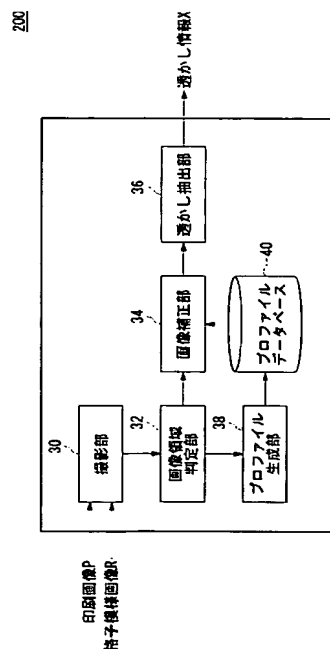 200
印刷画像P
格子模様画像R
30
撮影部
32
画像領域
判定部
34
画像補正部
36
透かし抽出部
透かし情報X
38
プロファイル
生成部
40
プロファイル
データベース